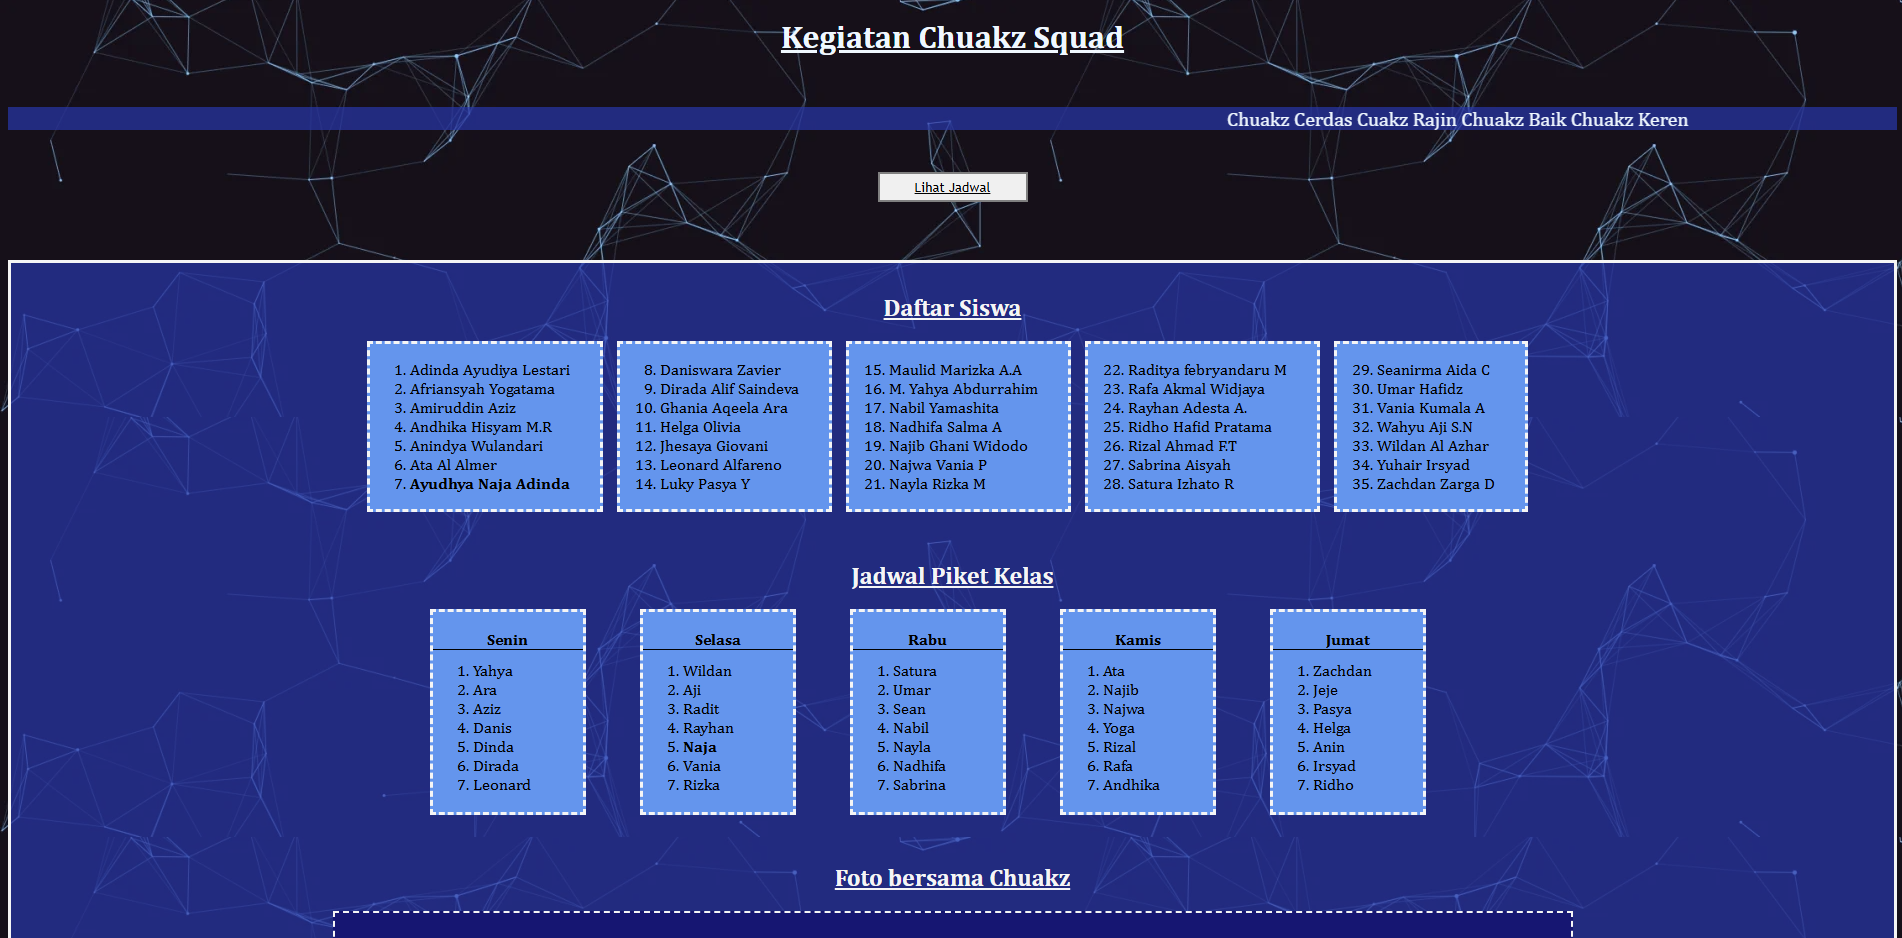 Kegiatan Chuakz Squad
Chuakz Cerdas Cuakz Rajin Chuakz Baik Chuakz Keren
Lihat Jadwal
Daftar Siswa
1. Adinda Ayudiya Lestari
2. Afriansyah Yogatama
3. Amiruddin Aziz
4. Andhika Hisyam M.R
5. Anindya Wulandari
6. Ata Al Almer
7. Ayudhya Naja Adinda
8. Daniswara Zavier
9. Dirada Alif Saindeva
10. Ghania Aqeela Ara
11. Helga Olivia
12. Jhesaya Giovani
13. Leonard Alfareno
14. Luky Pasya Y
15. Maulid Marizka A.A
16. M. Yahya Abdurrahim
17. Nabil Yamashita
18. Nadhifa Salma A
19. Najib Ghani Widodo
20. Najwa Vania P
21. Nayla Rizka M
22. Raditya febryandaru M
23. Rafa Akmal Widjaya
24. Rayhan Adesta A.
25. Ridho Hafid Pratama
26. Rizal Ahmad F.T
27. Sabrina Aisyah
28. Satura Izhato R
29. Seanirma Aida C
30. Umar Hafidz
31. Vania Kumala A
32. Wahyu Aji S.N
33. Wildan Al Azhar
34. Yuhair Irsyad
35. Zachdan Zarga D
Jadwal Piket Kelas
Senin
1. Yahya
2. Ara
3. Aziz
4. Danis
5. Dinda
6. Dirada
7. Leonard
Selasa
1. Wildan
2. Aji
3. Radit
4. Rayhan
5. Naja
6. Vania
7. Rizka
Rabu
1. Satura
2. Umar
3. Sean
4. Nabil
5. Nayla
6. Nadhifa
7. Sabrina
Kamis
1. Ata
2. Najib
3. Najwa
4. Yoga
5. Rizal
6. Rafa
7. Andhika
Jumat
1. Zachdan
2. Jeje
3. Pasya
4. Helga
5. Anin
6. Irsyad
7. Ridho
Foto bersama Chuakz